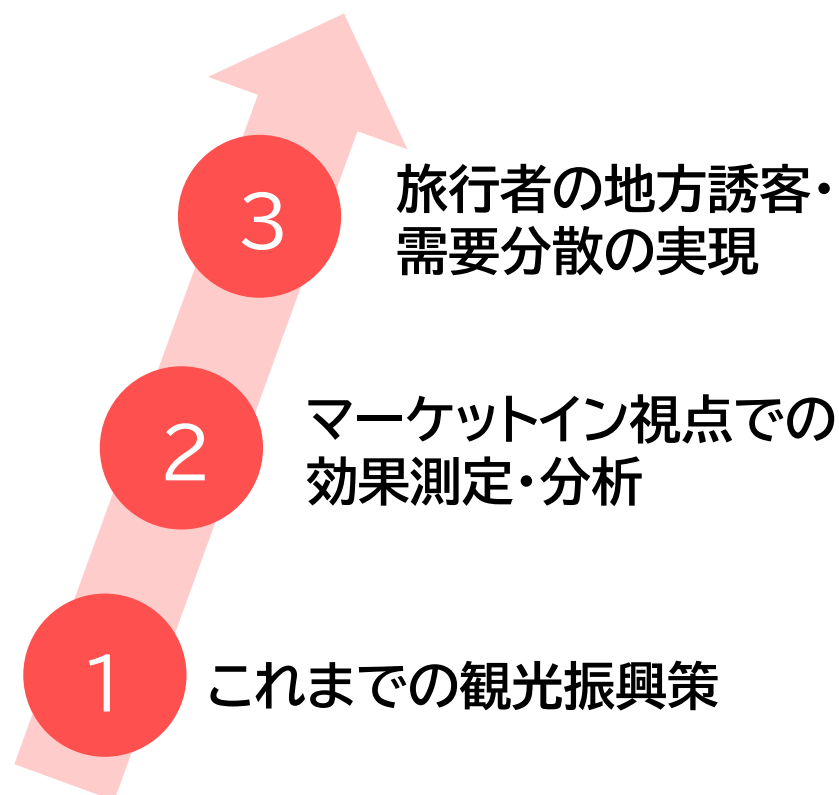 3
旅行者の地方誘客・
需要分散の実現
2
マーケットイン視点での
効果測定・分析
1
これまでの観光振興策